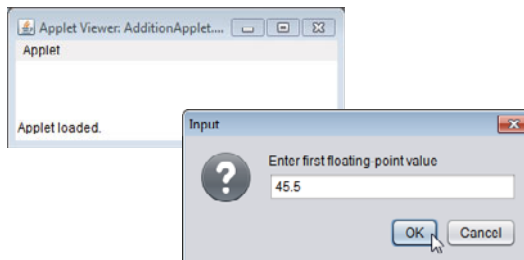 Applet Viewer: AdditionApplet....
Applet
Applet loaded.
Input
Enter first floating-point value
45.5
OK
Cancel